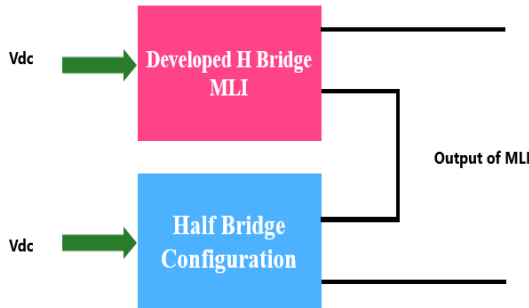 Vdc
Developed H Bridge
MLI
Output of MLI
Vdc
Half Bridge
Configuration